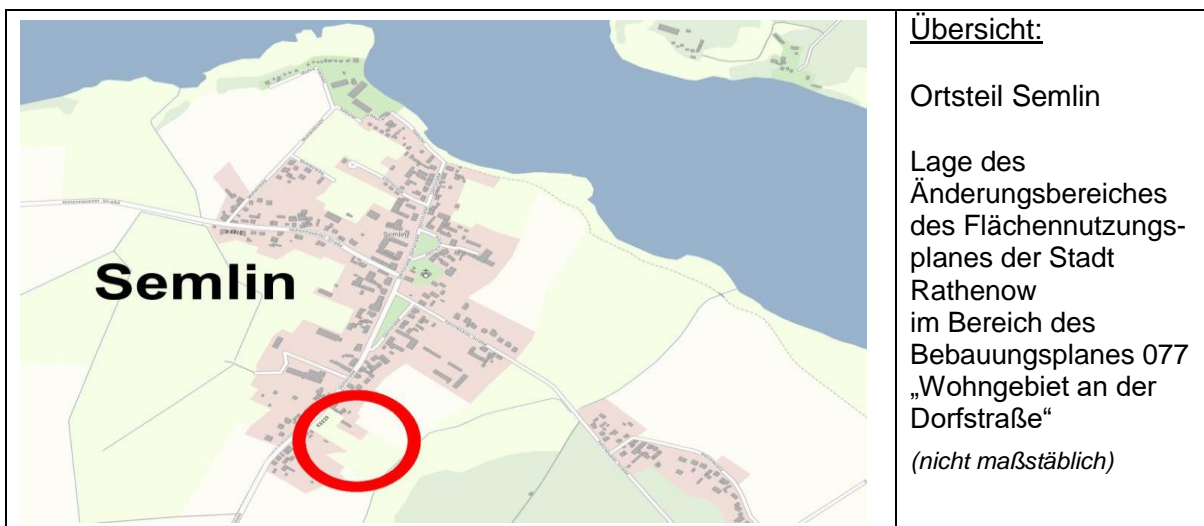 Semlin
Semlin
Übersicht:
Ortsteil Semlin
Lage des
Änderungsbereiches
des Flächennutzungs-
planes der Stadt
Rathenow
im Bereich des
Bebauungsplanes 077
„Wohngebiet an der
Dorfstraße“
(nicht maßstäblich)